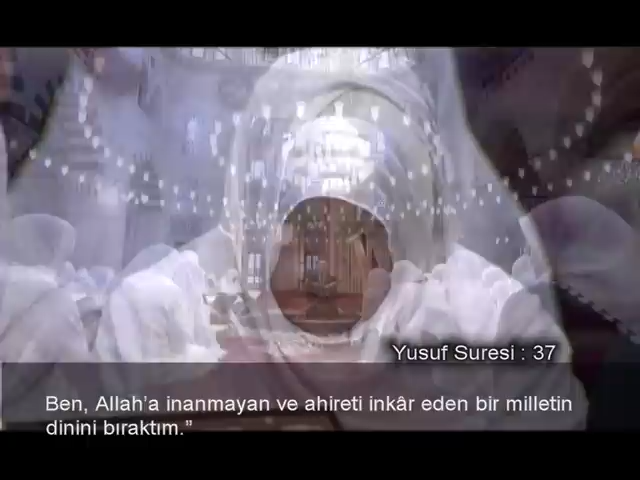 Yusuf Suresi : 37
Ben, Allah’a inanmayan ve ahireti inkâr eden bir milletin
dinini bıraktım.”